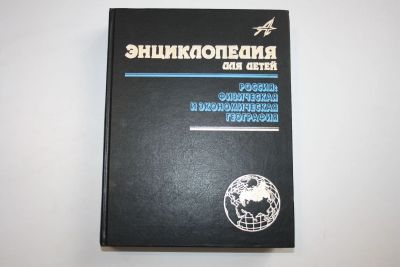 ЭНЦИКЛОПЕДИЯ
ДЛЯ ДЕТЕЙ
РОССИЯ:
ФИЗИЧЕСКАЯ
И ЭКОНОМИЧЕСКАЯ
ГЕОГРАФИЯ